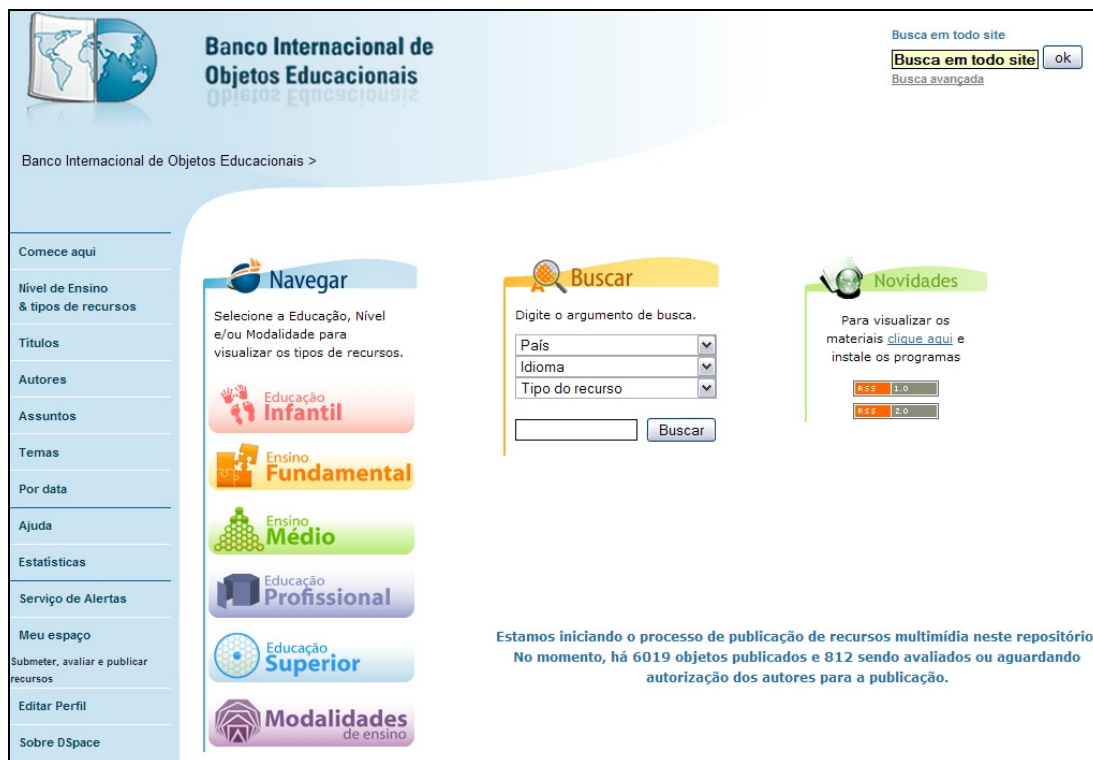 Banco Internacional de
Objetos Educacionais
Busca em todo site
Busca em todo site
ok
Busca avançada
Banco Internacional de Objetos Educacionais >
Comece aqui
Nível de Ensino
& tipos de recursos
Títulos
Autores
Assuntos
Temas
Por data
Ajuda
Estatísticas
Serviço de Alertas
Meu espaço
Submeter, avaliar e publicar
recursos
Editar Perfil
Sobre DSpace
Navegar
Selecione a Educação, Nível
e/ou Modalidade para
visualizar os tipos de recursos.
Educação
Infantil
Ensino
Fundamental
Ensino
Médio
Educação
Profissional
Educação
Superior
Modalidades
de ensino
Buscar
Digite o argumento de busca.
País
Idioma
Tipo do recurso
Buscar
Novidades
Para visualizar os
materiais clique aqui e
instale os programas
RSS 1.0
RSS 2.0
Estamos iniciando o processo de publicação de recursos multimídia neste repositório
No momento, há 6019 objetos publicados e 812 sendo avaliados ou aguardando
autorização dos autores para a publicação.